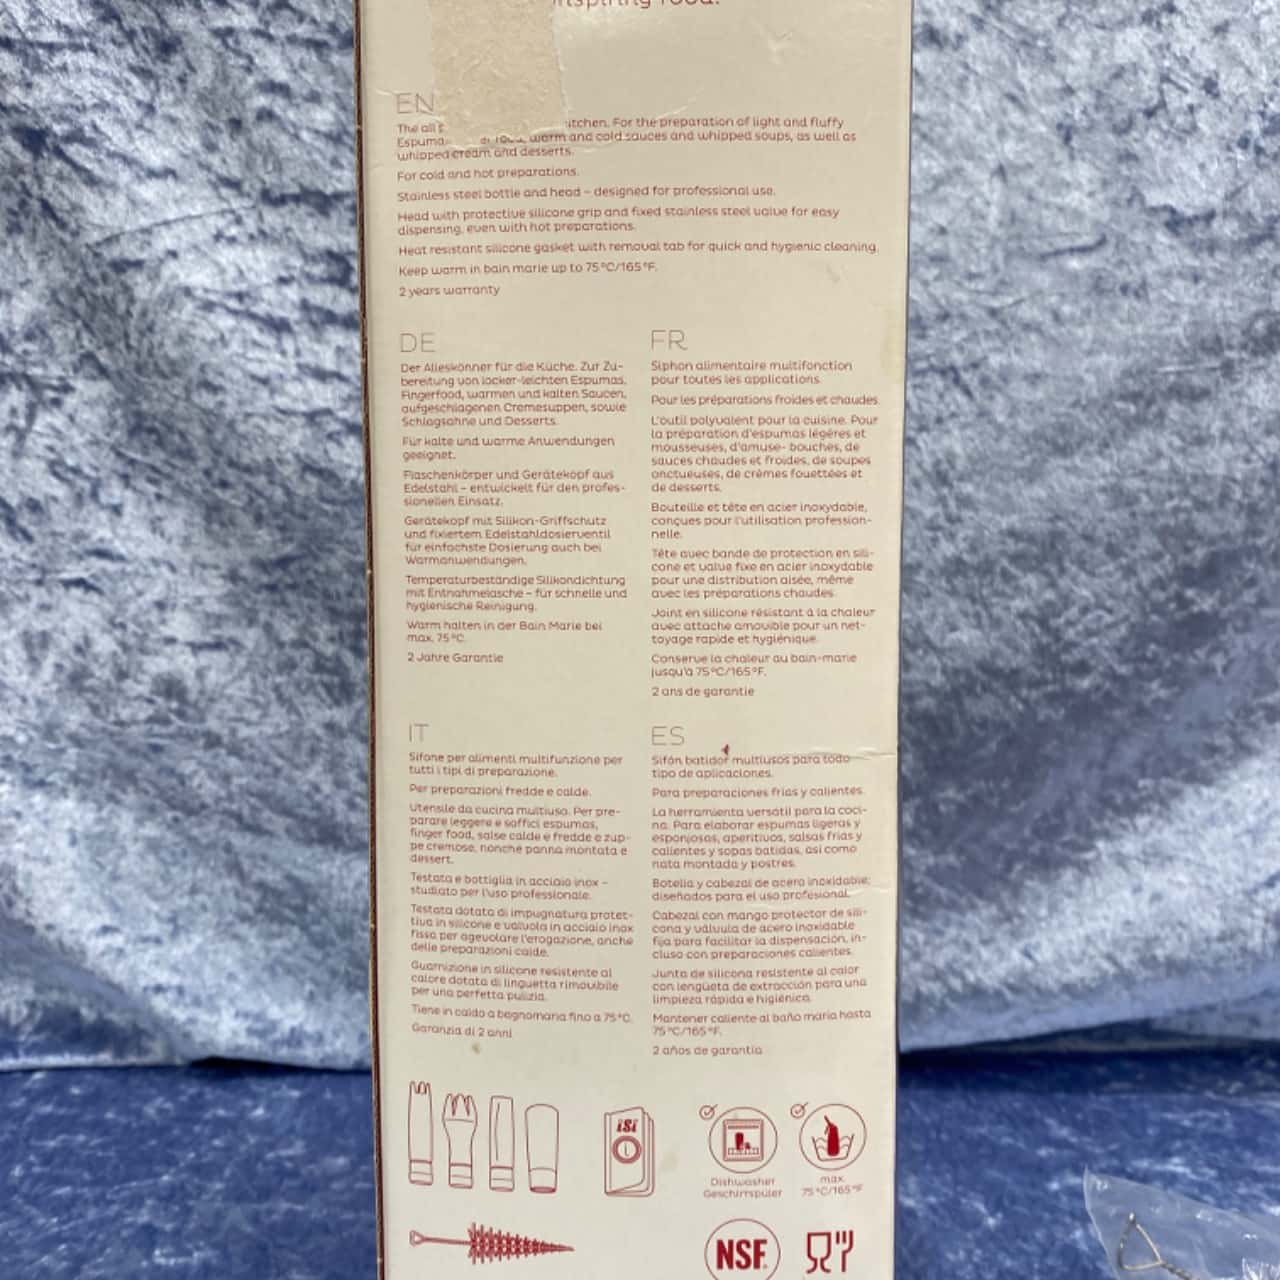 inspiring food.
EN
The all kitchen. For the preparation of light and fluffy
Espuma food, warm and cold sauces and whipped soups, as well as
whipped cream and desserts.
For cold and hot preparations.
Stainless steel bottle and head – designed for professional use.
Head with protective silicone grip and fixed stainless steel valve for easy
dispensing, even with hot preparations.
Heat resistant silicone gasket with removal tab for quick and hygienic cleaning.
Keep warm in bain marie up to 75°C/165°F.
2 years warranty
DE
Der Alleskönner für die Küche. Zur Zu-
bereitung von locker-leichten Espumas,
Fingerfood, warmen und kalten Saucen,
aufgeschlagenen Cremesuppen, sowie
Schlagsahne und Desserts.
Für kalte und warme Anwendungen
geeignet.
Flaschenkörper und Gerätekopf aus
Edelstahl – entwickelt für den profes-
sionellen Einsatz.
Gerätekopf mit Silikon-Griffschutz
und fixiertem Edelstahldosierventil
für einfachste Dosierung auch bei
Warmanwendungen.
Temperaturbeständige Silikondichtung
mit Entnahmelasche – für schnelle und
hygienische Reinigung.
Warm halten in der Bain Marie bei
max. 75°C.
2 Jahre Garantie
FR
Siphon alimentaire multifonction
pour toutes les applications.
Pour les préparations froides et chaudes.
L'outil polyvalent pour la cuisine. Pour
la préparation d'espumas légères et
mousseuses, d'amuse- bouches, de
sauces chaudes et froides, de soupes
onctueuses, de crèmes fouettées et
de desserts.
Bouteille et tête en acier inoxydable,
conçues pour l'utilisation profession-
nelle.
Tête avec bande de protection en sili-
cone et valve fixe en acier inoxydable
pour une distribution aisée, même
avec les préparations chaudes.
Joint en silicone résistant à la chaleur
avec attache amovible pour un net-
toyage rapide et hygiénique.
Conserve la chaleur au bain-marie
jusqu'à 75°C/165°F.
2 ans de garantie
IT
Sifone per alimenti multifunzione per
tutti i tipi di preparazione.
Per preparazioni fredde e calde.
Utensile da cucina multiuso. Per pre-
parare leggere e soffici espumas,
finger food, salse calde e fredde e zup-
pe cremose, nonché panna montata e
dessert.
Testata e bottiglia in acciaio inox –
studiato per l'uso professionale.
Testata dotata di impugnatura protet-
tiva in silicone e valvola in acciaio inox
fissa per agevolare l'erogazione, anche
delle preparazioni calde.
Guarnizione in silicone resistente al
calore dotata di linguetta rimovibile
per una perfetta pulizia.
Tiene in caldo a bagnomaria fino a 75°C.
Garanzia di 2 anni
ES
Sifón batidor multiusos para todo
tipo de aplicaciones.
Para preparaciones frías y calientes.
La herramienta versátil para la coci-
na. Para elaborar espumas ligeras y
esponjosas, aperitivos, salsas frías y
calientes y sopas batidas, así como
nata montada y postres.
Botella y cabezal de acero inoxidable;
diseñados para el uso profesional.
Cabezal con mango protector de sili-
cona y válvula de acero inoxidable
fija para facilitar la dispensación, in-
cluso con preparaciones calientes.
Junta de silicona resistente al calor
con lengüeta de extracción para una
limpieza rápida e higiénica.
Mantener caliente al baño maría hasta
75°C/165°F.
2 años de garantía
iSi
Dishwasher
Geschirrspüler
max.
75°C/165°F
NSF.